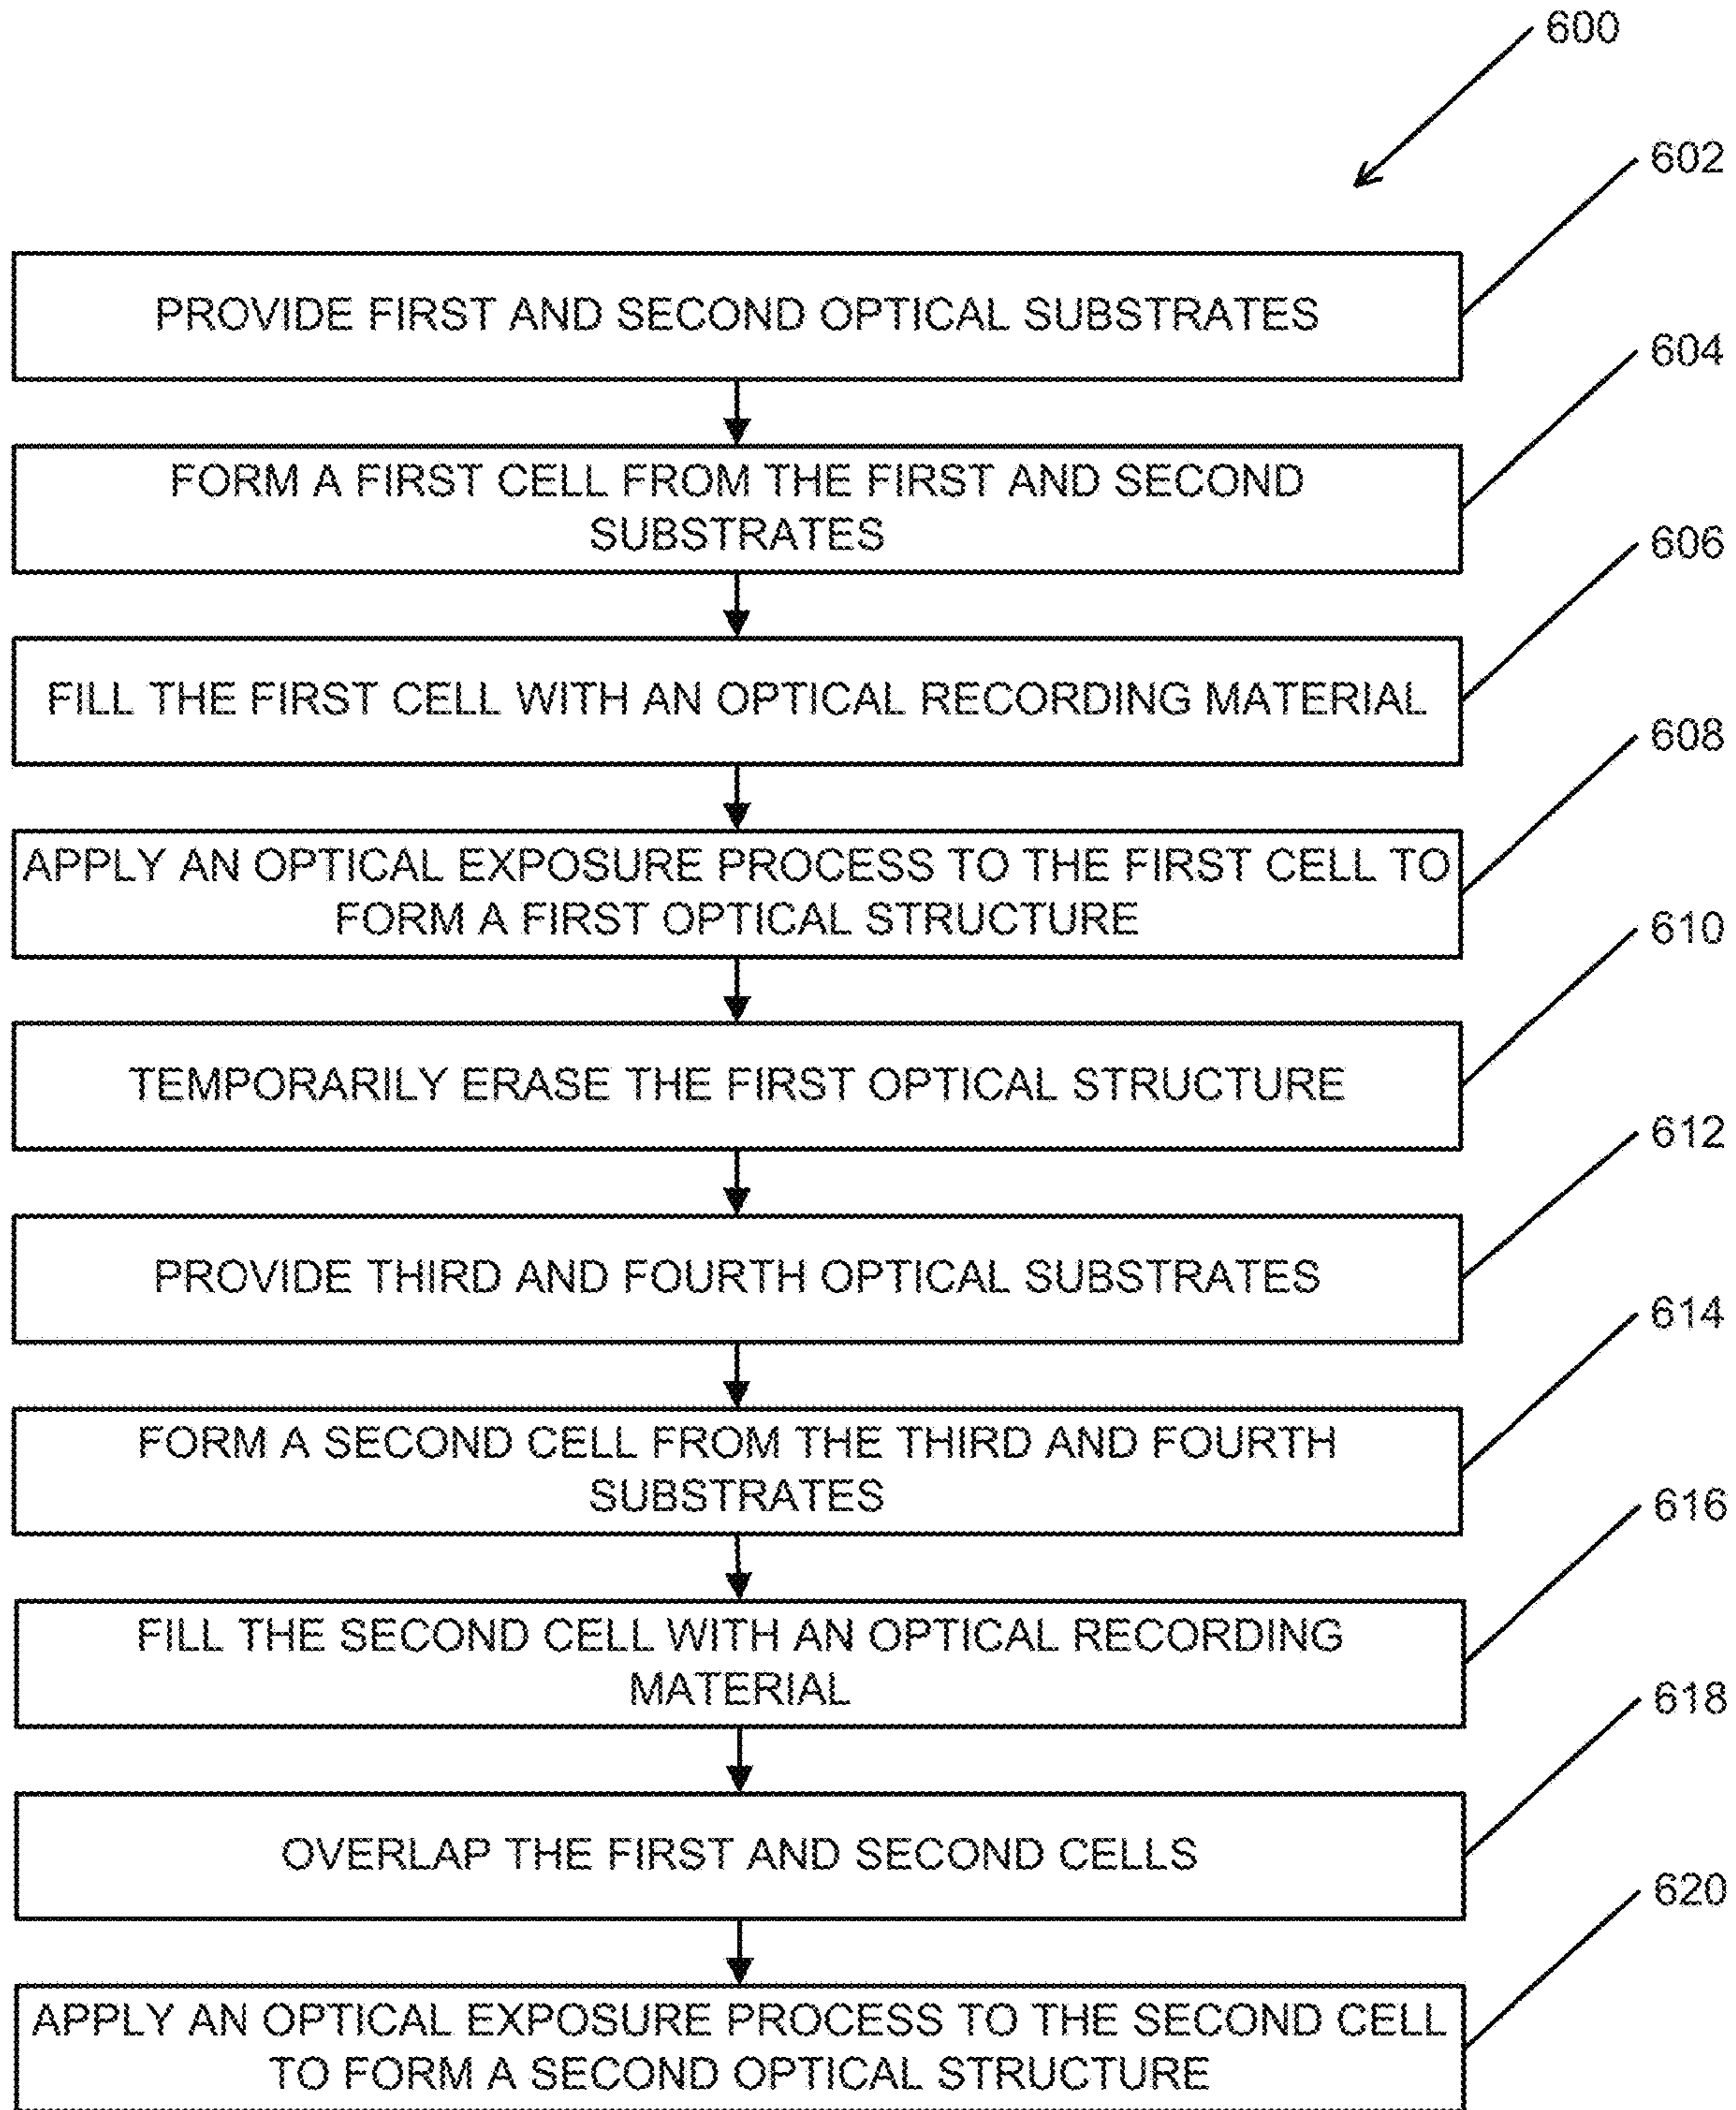 600
602
PROVIDE FIRST AND SECOND OPTICAL SUBSTRATES
604
FORM A FIRST CELL FROM THE FIRST AND SECOND
SUBSTRATES
606
FILL THE FIRST CELL WITH AN OPTICAL RECORDING MATERIAL
608
APPLY AN OPTICAL EXPOSURE PROCESS TO THE FIRST CELL TO
FORM A FIRST OPTICAL STRUCTURE
610
TEMPORARILY ERASE THE FIRST OPTICAL STRUCTURE
612
PROVIDE THIRD AND FOURTH OPTICAL SUBSTRATES
614
FORM A SECOND CELL FROM THE THIRD AND FOURTH
SUBSTRATES
616
FILL THE SECOND CELL WITH AN OPTICAL RECORDING
MATERIAL
618
OVERLAP THE FIRST AND SECOND CELLS
620
APPLY AN OPTICAL EXPOSURE PROCESS TO THE SECOND CELL
TO FORM A SECOND OPTICAL STRUCTURE